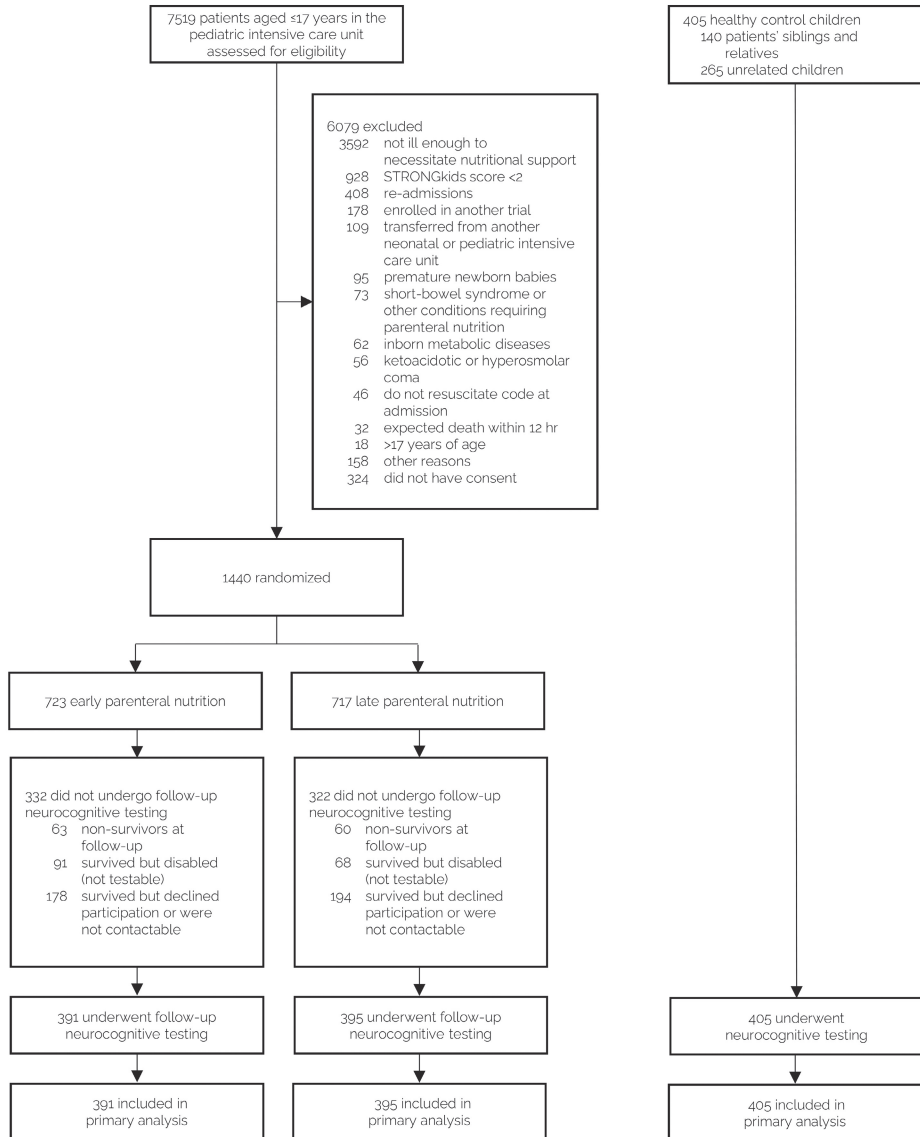 7519 patients aged ≤17 years in the
pediatric intensive care unit
assessed for eligibility
405 healthy control children
140 patients' siblings and
relatives
265 unrelated children
6079 excluded
3592 not ill enough to
necessitate nutritional support
928 STRONGkids score <2
408 re-admissions
178 enrolled in another trial
109 transferred from another
neonatal or pediatric intensive
care unit
95 premature newborn babies
73 short-bowel syndrome or
other conditions requiring
parenteral nutrition
62 inborn metabolic diseases
56 ketoacidotic or hyperosmolar
coma
46 do not resuscitate code at
admission
32 expected death within 12 hr
18 >17 years of age
158 other reasons
324 did not have consent
1440 randomized
723 early parenteral nutrition
717 late parenteral nutrition
332 did not undergo follow-up
neurocognitive testing
63 non-survivors at
follow-up
91 survived but disabled
(not testable)
178 survived but declined
participation or were
not contactable
322 did not undergo follow-up
neurocognitive testing
60 non-survivors at
follow-up
68 survived but disabled
(not testable)
194 survived but declined
participation or were
not contactable
391 underwent follow-up
neurocognitive testing
395 underwent follow-up
neurocognitive testing
405 underwent
neurocognitive testing
391 included in
primary analysis
395 included in
primary analysis
405 included in
primary analysis